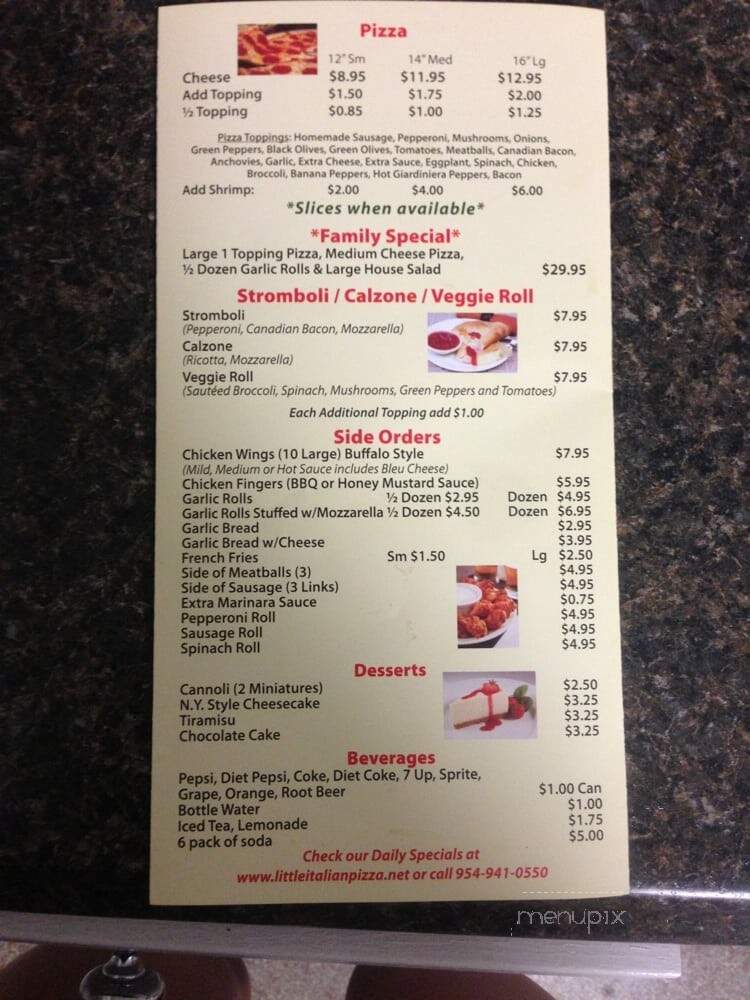 Pizza
12" Sm 14" Med 16" Lg
Cheese $8.95 $11.95 $12.95
Add Topping $1.50 $1.75 $2.00
½ Topping $0.85 $1.00 $1.25
Pizza Toppings: Homemade Sausage, Pepperoni, Mushrooms, Onions,
Green Peppers, Black Olives, Green Olives, Tomatoes, Meatballs, Canadian Bacon,
Anchovies, Garlic, Extra Cheese, Extra Sauce, Eggplant, Spinach, Chicken,
Broccoli, Banana Peppers, Hot Giardiniera Peppers, Bacon
Add Shrimp: $2.00 $4.00 $6.00
*Slices when available*
*Family Special*
Large 1 Topping Pizza, Medium Cheese Pizza,
½ Dozen Garlic Rolls & Large House Salad $29.95
Stromboli / Calzone / Veggie Roll
Stromboli $7.95
(Pepperoni, Canadian Bacon, Mozzarella)
Calzone $7.95
(Ricotta, Mozzarella)
Veggie Roll $7.95
(Sautéed Broccoli, Spinach, Mushrooms, Green Peppers and Tomatoes)
Each Additional Topping add $1.00
Side Orders
Chicken Wings (10 Large) Buffalo Style $7.95
(Mild, Medium or Hot Sauce includes Bleu Cheese)
Chicken Fingers (BBQ or Honey Mustard Sauce) $5.95
Garlic Rolls ½ Dozen $2.95 Dozen $4.95
Garlic Rolls Stuffed w/Mozzarella ½ Dozen $4.50 Dozen $6.95
Garlic Bread $2.95
Garlic Bread w/Cheese $3.95
French Fries Sm $1.50 Lg $2.50
Side of Meatballs (3) $4.95
Side of Sausage (3 Links) $4.95
Extra Marinara Sauce $0.75
Pepperoni Roll $4.95
Sausage Roll $4.95
Spinach Roll $4.95
Desserts
Cannoli (2 Miniatures) $2.50
N.Y. Style Cheesecake $3.25
Tiramisu $3.25
Chocolate Cake $3.25
Beverages
Pepsi, Diet Pepsi, Coke, Diet Coke, 7 Up, Sprite,
Grape, Orange, Root Beer $1.00 Can
Bottle Water $1.00
Iced Tea, Lemonade $1.75
6 pack of soda $5.00
Check our Daily Specials at
www.littleitalianpizza.net or call 954-941-0550
menupix